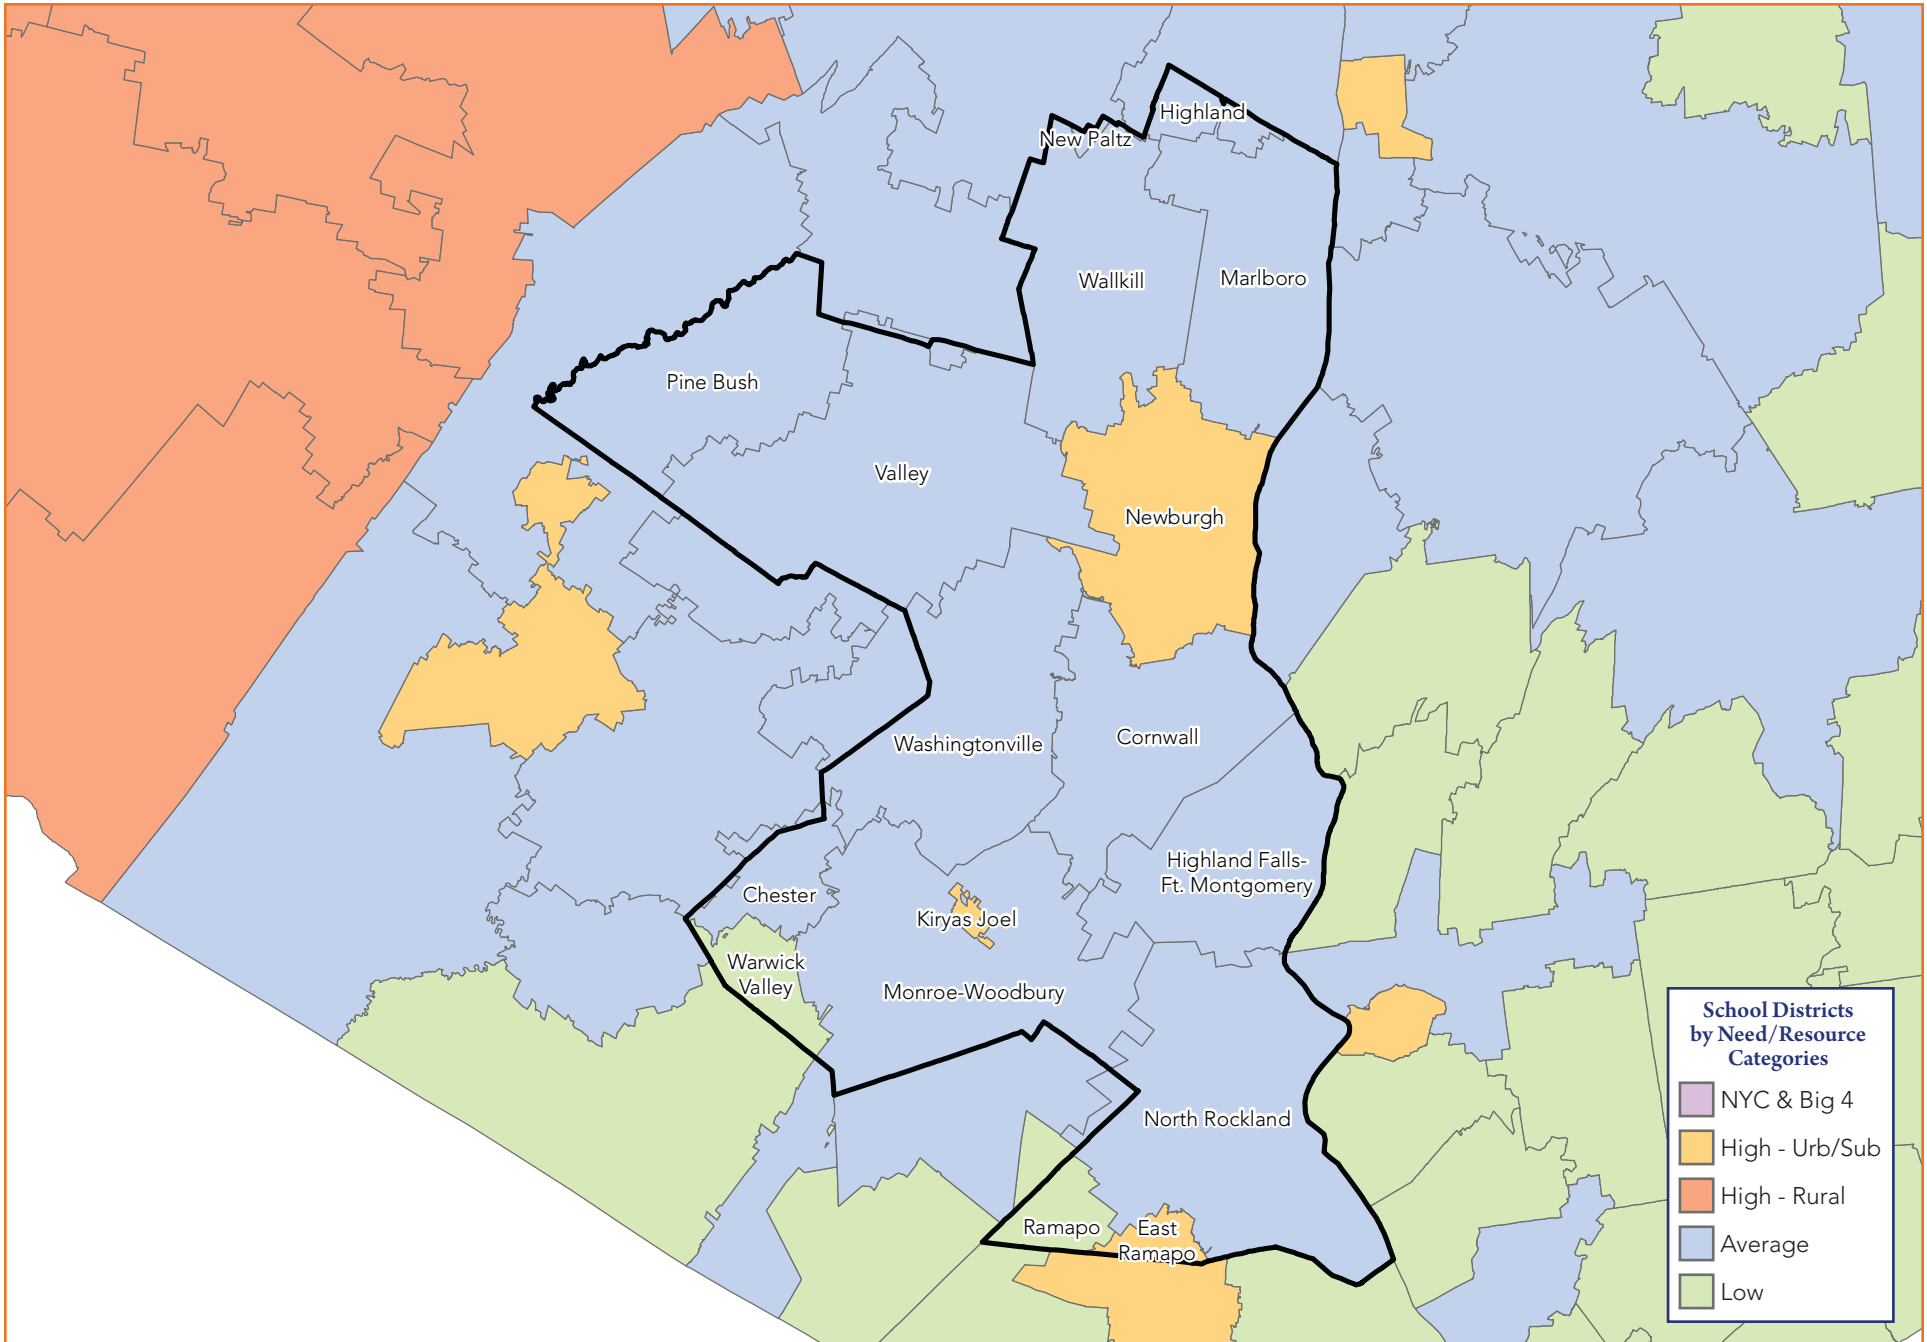 Highland
New Paltz
Wallkill
Marlboro
Pine Bush
Valley
Newburgh
Washingtonville
Cornwall
Highland Falls-
Ft. Montgomery
Chester
Kiryas Joel
Warwick
Valley
Monroe-Woodbury
North Rockland
Ramapo
East
Ramapo
School Districts
by Need/Resource
Categories
NYC & Big 4
High - Urb/Sub
High - Rural
Average
Low